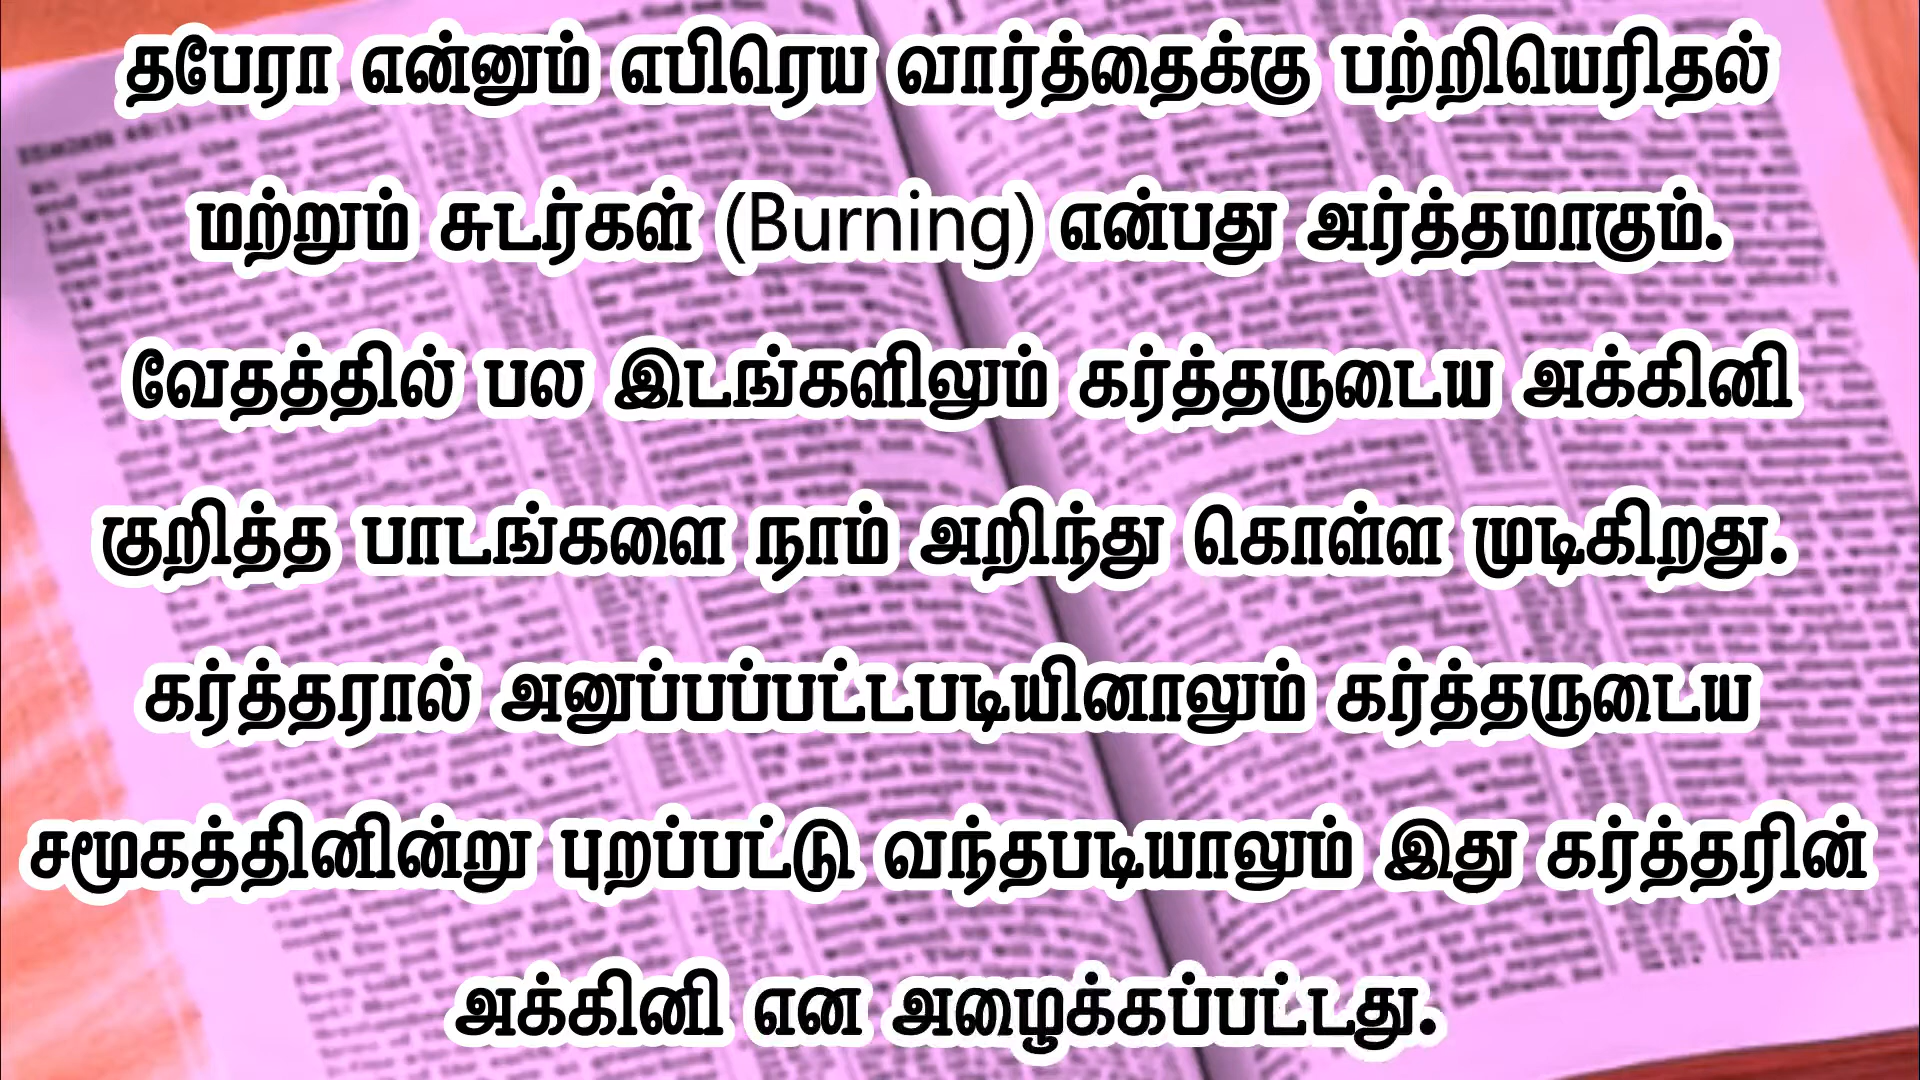 தபேரா என்னும் எபிரெய வார்த்தைக்கு பற்றியெரிதல்
மற்றும் சுடர்கள் (Burning) என்பது அர்த்தமாகும்.
வேதத்தில் பல இடங்களிலும் கர்த்தருடைய அக்கினி
குறித்த பாடங்களை நாம் அறிந்து கொள்ள முடிகிறது.
கர்த்தரால் அனுப்பப்பட்டபடியினாலும் கர்த்தருடைய
சமூகத்தினின்று புறப்பட்டு வந்தபடியாலும் இது கர்த்தரின்
அக்கினி என அழைக்கப்பட்டது.